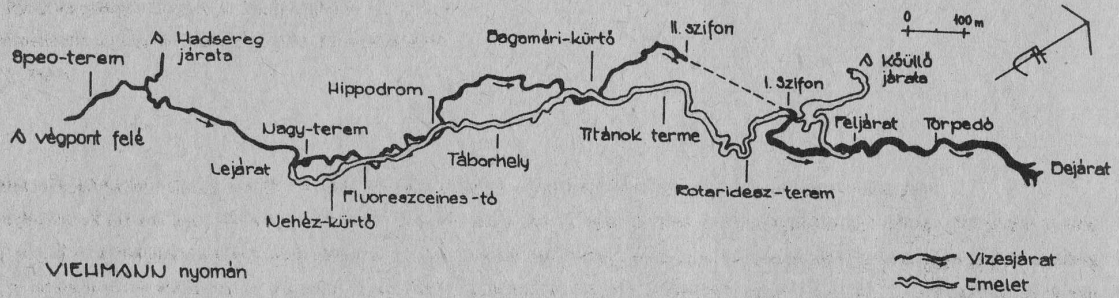 Speo-terem
A Hadsereg
járata
A végpont felé
Nagy-terem
Lejárat
Nehéz-kürtő
Fluoreszceines-tó
Hippodrom
Táborhely
Bagaméri-kürtő
II. szifon
Titánok terme
I. szifon
A Kőülő
járata
0 100 m
Feljárat
Torpedó
Bejárat
Rotaridesz-terem
VIEHMANN nyomán
Vizesjárat
Emelet